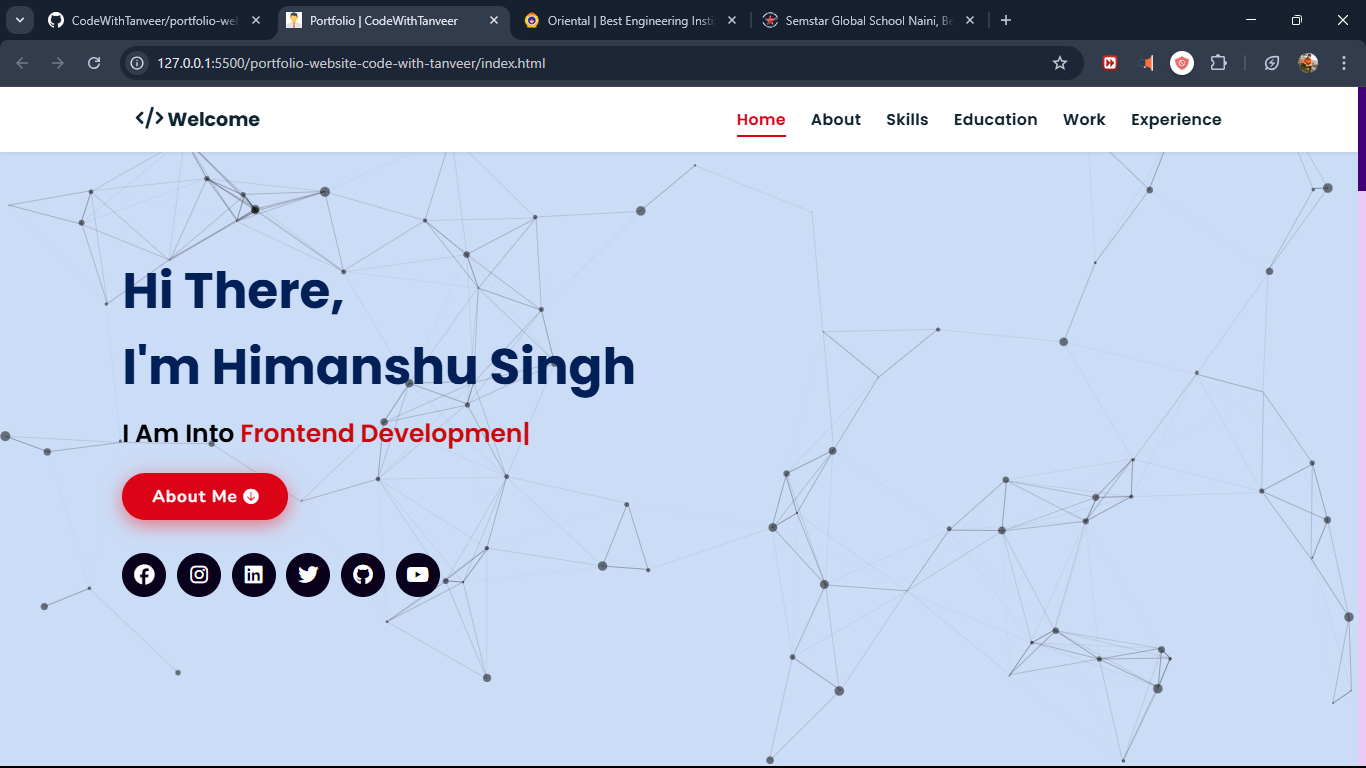 CodeWithTanveer/portfolio-wel
Portfolio | CodeWithTanveer
Oriental | Best Engineering Insti
Semstar Global School Naini, Be
127.0.0.1:5500/portfolio-website-code-with-tanveer/index.html
</> Welcome
Home About Skills Education Work Experience
Hi There,
I'm Himanshu Singh
I Am Into Frontend Developmen|
About Me